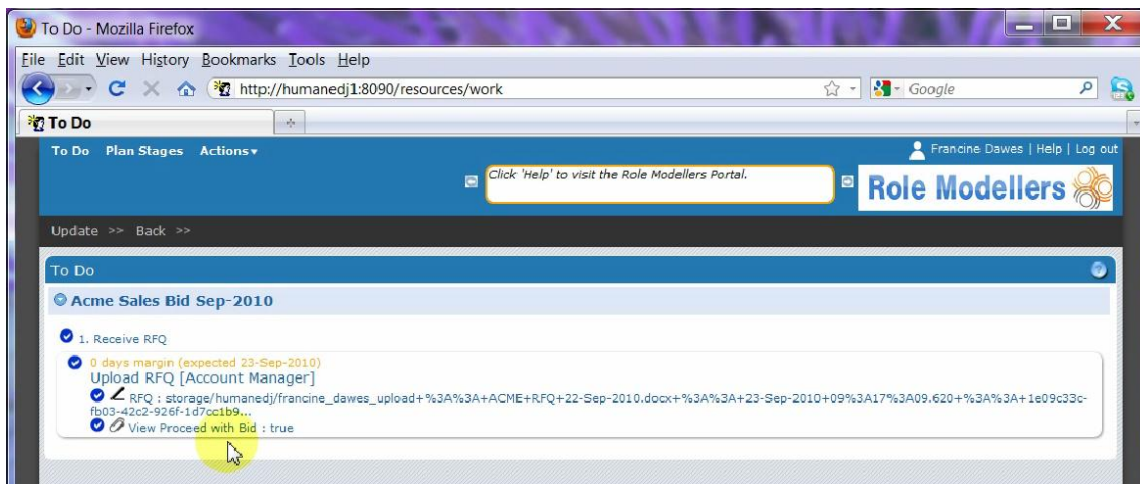 To Do - Mozilla Firefox
File Edit View History Bookmarks Tools Help
http://humanedj1:8090/resources/work
Google
To Do
To Do Plan Stages Actions
Francine Dawes | Help | Log out
Click 'Help' to visit the Role Modellers Portal.
Role Modellers
Update >> Back >>
To Do
Acme Sales Bid Sep-2010
1. Receive RFQ
0 days margin (expected 23-Sep-2010)
Upload RFQ [Account Manager]
RFQ : storage/humanedj/francine_dawes_upload+%3A%3A+ACME+RFQ+22-Sep-2010.docx+%3A%3A+23-Sep-2010+09%3A17%3A09.620+%3A%3A+1e09c33c-
fb03-42c2-926f-1d7cc1b9...
View Proceed with Bid : true